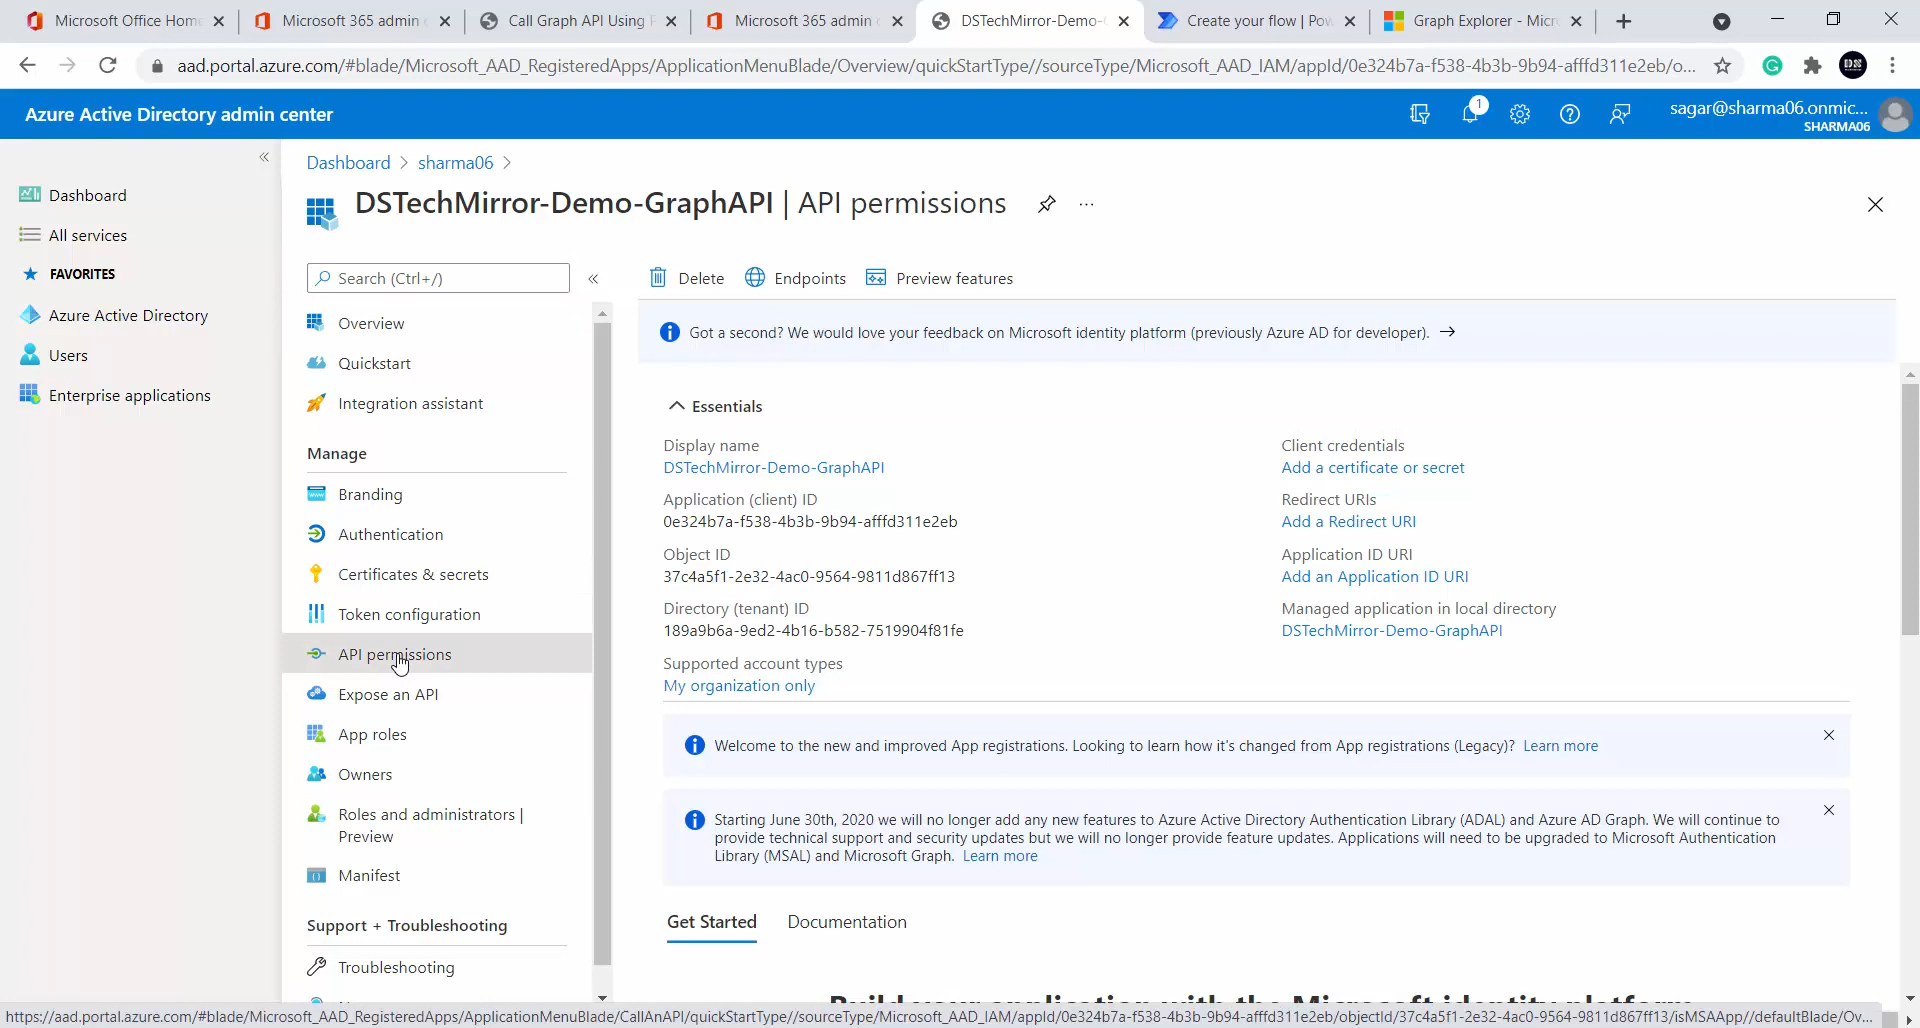 Microsoft Office Home
Microsoft 365 admin c
Call Graph API Using
Microsoft 365 admin c
DSTechMirror-Demo-
Create your flow | Pow
Graph Explorer - Micr
aad.portal.azure.com/#blade/Microsoft_AAD_RegisteredApps/ApplicationMenuBlade/Overview/quickStartType//sourceType/Microsoft_AAD_IAM/appId/0e324b7a-f538-4b3b-9b94-afffd311e2eb/o...
Azure Active Directory admin center
1
sagar@sharma06.onmic...
SHARMA06
Dashboard > sharma06 >
DSTechMirror-Demo-GraphAPI | API permissions
Dashboard
All services
FAVORITES
Azure Active Directory
Users
Enterprise applications
Search (Ctrl+/)
Overview
Quickstart
Integration assistant
Manage
Branding
Authentication
Certificates & secrets
Token configuration
API permissions
Expose an API
App roles
Owners
Roles and administrators |
Preview
Manifest
Support + Troubleshooting
Troubleshooting
Delete
Endpoints
Preview features
Got a second? We would love your feedback on Microsoft identity platform (previously Azure AD for developer). →
Essentials
Display name
DSTechMirror-Demo-GraphAPI
Application (client) ID
0e324b7a-f538-4b3b-9b94-afffd311e2eb
Object ID
37c4a5f1-2e32-4ac0-9564-9811d867ff13
Directory (tenant) ID
189a9b6a-9ed2-4b16-b582-7519904f81fe
Supported account types
My organization only
Client credentials
Add a certificate or secret
Redirect URIs
Add a Redirect URI
Application ID URI
Add an Application ID URI
Managed application in local directory
DSTechMirror-Demo-GraphAPI
Welcome to the new and improved App registrations. Looking to learn how it's changed from App registrations (Legacy)? Learn more
Starting June 30th, 2020 we will no longer add any new features to Azure Active Directory Authentication Library (ADAL) and Azure AD Graph. We will continue to
provide technical support and security updates but we will no longer provide feature updates. Applications will need to be upgraded to Microsoft Authentication
Library (MSAL) and Microsoft Graph. Learn more
Get Started
Documentation
Build your application with the Microsoft identity platform
https://aad.portal.azure.com/#blade/Microsoft_AAD_RegisteredApps/ApplicationMenuBlade/CallAnAPI/quickStartType//sourceType/Microsoft_AAD_IAM/appId/0e324b7a-f538-4b3b-9b94-afffd311e2eb/objectId/37c4a5f1-2e32-4ac0-9564-9811d867ff13/isMSAApp//defaultBlade/Ov...